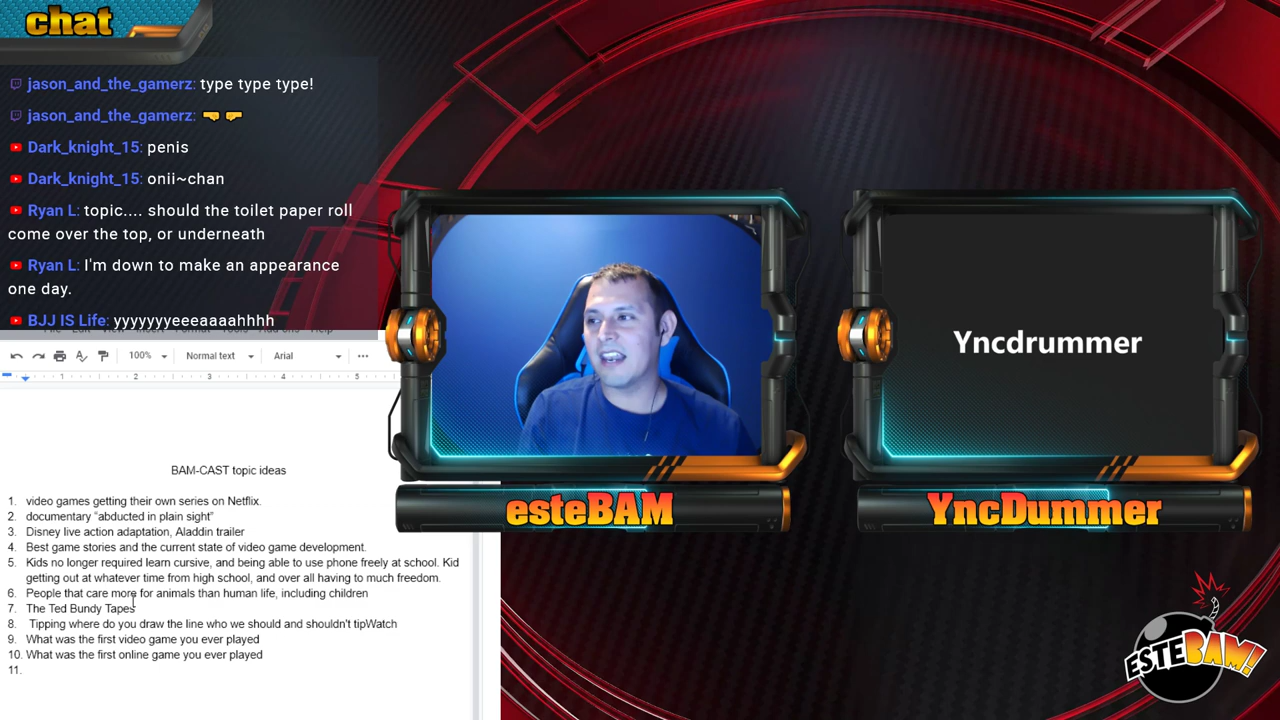 chat
jason_and_the_gamerz: type type type!
jason_and_the_gamerz:
Dark_knight_15: penis
Dark_knight_15: onii~chan
Ryan L: topic.... should the toilet paper roll
come over the top, or underneath
Ryan L: I'm down to make an appearance
one day.
BJJ IS Life: yyyyyyyeeeaaaahhhh
100%
Normal text
Arial
1 2 3 4 5
BAM-CAST topic ideas
1. video games getting their own series on Netflix.
2. documentary “abducted in plain sight”
3. Disney live action adaptation, Aladdin trailer
4. Best game stories and the current state of video game development.
5. Kids no longer required learn cursive, and being able to use phone freely at school. Kid
getting out at whatever time from high school, and over all having to much freedom.
6. People that care more for animals than human life, including children
7. The Ted Bundy Tapes
8. Tipping where do you draw the line who we should and shouldn't tipWatch
9. What was the first video game you ever played
10. What was the first online game you ever played
11.
Yncdrummer
esteBAM
YncDummer
ESTEBAM!